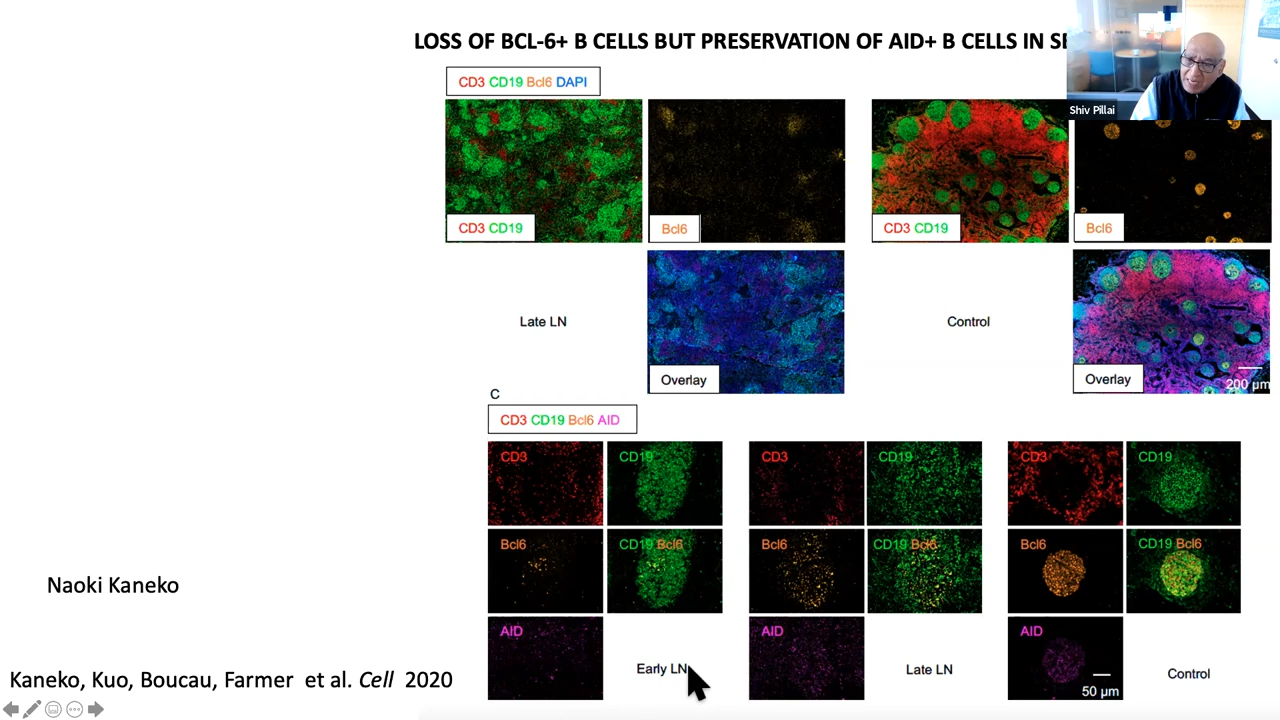 LOSS OF BCL-6+ B CELLS BUT PRESERVATION OF AID+ B CELLS IN
Shiv Pillai
CD3 CD19 Bcl6 DAPI
CD3 CD19
Bcl6
CD3 CD19
Bcl6
Late LN
Overlay
Control
Overlay
200 µm
C
CD3 CD19 Bcl6 AID
CD3
CD19
CD3
CD19
CD3
CD19
Bcl6
CD19 Bcl6
Bcl6
CD19 Bcl6
Bcl6
CD19 Bcl6
AID
Early LN
AID
Late LN
AID
50 µm
Control
Naoki Kaneko
Kaneko, Kuo, Boucau, Farmer et al. Cell 2020